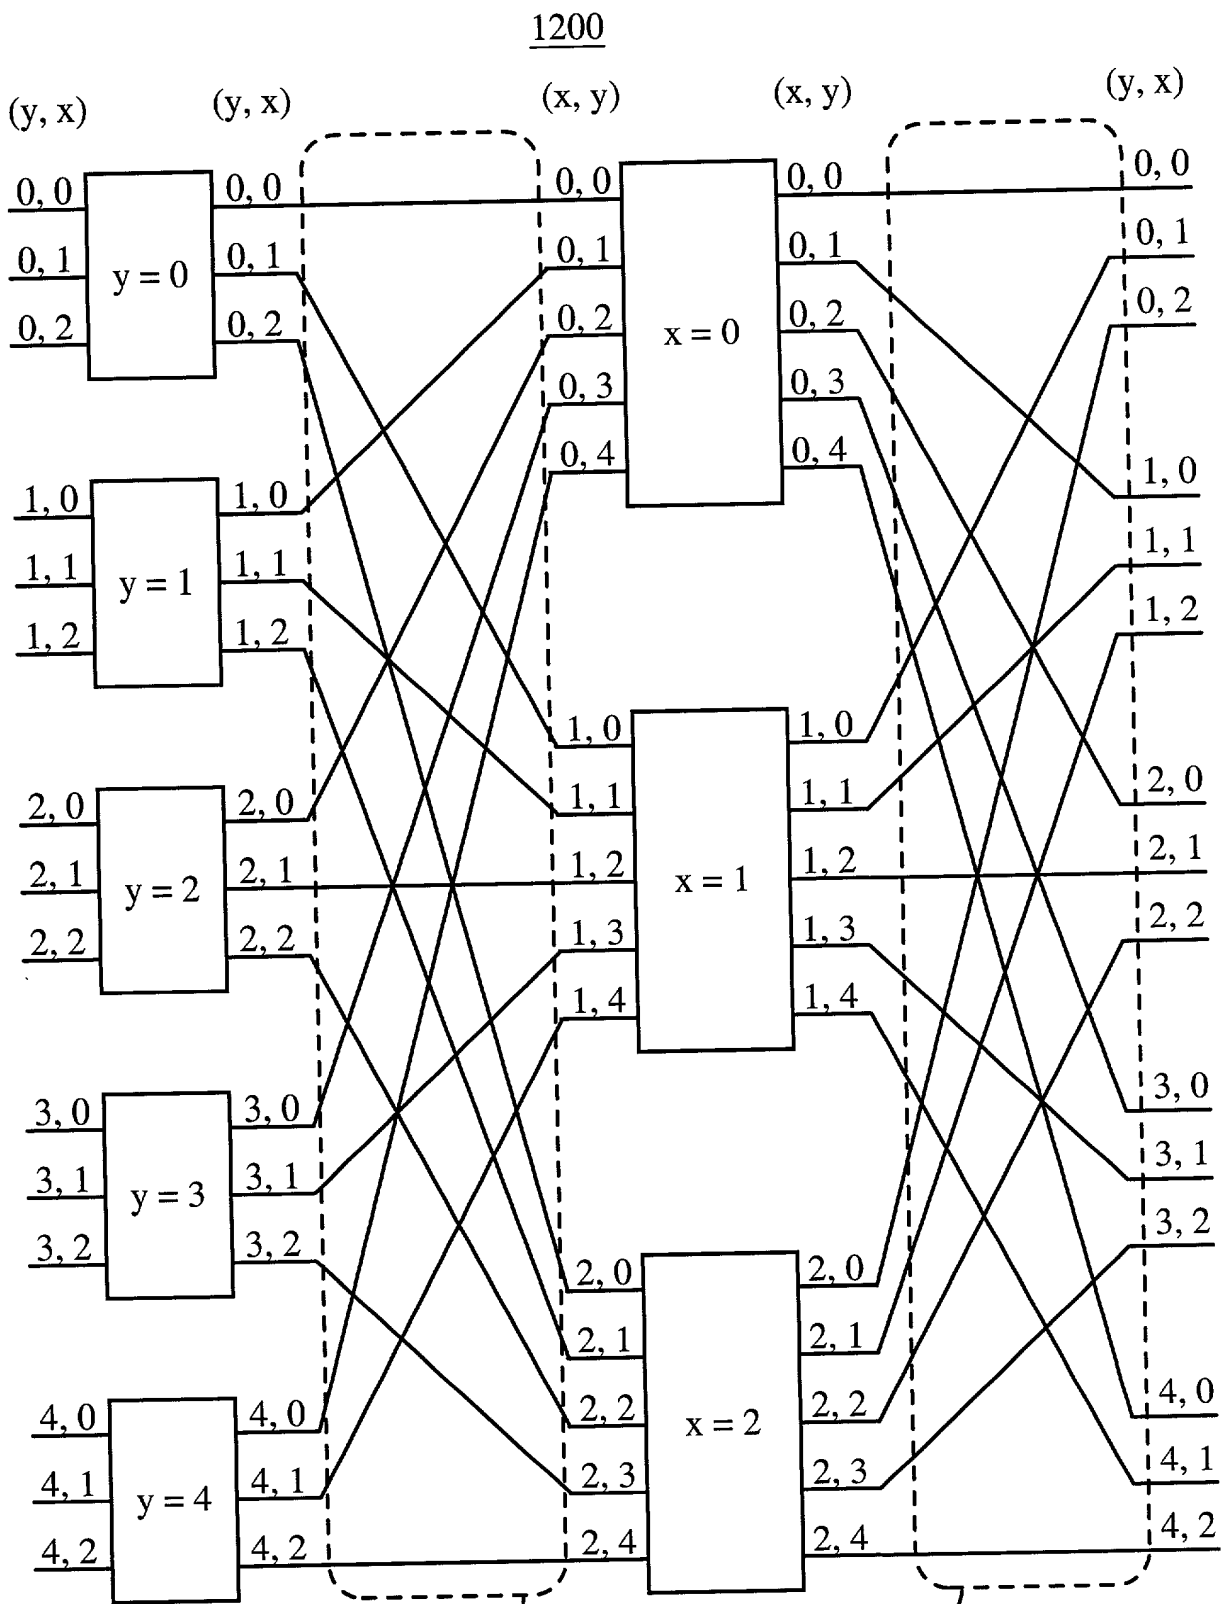 1200
(y, x) (y, x) (x, y) (x, y) (y, x)
0, 0 0, 0 0, 0 0, 0 0, 0
0, 1 y = 0 0, 1 0, 1 0, 1 0, 1
0, 2 0, 2 0, 2 x = 0 0, 2 0, 2
0, 3 0, 3
0, 4 0, 4
1, 0 1, 0 1, 0
1, 1 y = 1 1, 1 1, 1
1, 2 1, 2 1, 2
1, 0 1, 0
2, 0 2, 0 1, 1 1, 1 2, 0
2, 1 y = 2 2, 1 1, 2 x = 1 1, 2 2, 1
2, 2 2, 2 1, 3 1, 3 2, 2
1, 4 1, 4
3, 0 3, 0 3, 0
3, 1 y = 3 3, 1 3, 1
3, 2 3, 2 3, 2
2, 0 2, 0
2, 1 2, 1
4, 0 4, 0 2, 2 x = 2 2, 2 4, 0
4, 1 y = 4 4, 1 2, 3 2, 3 4, 1
4, 2 4, 2 2, 4 2, 4 4, 2